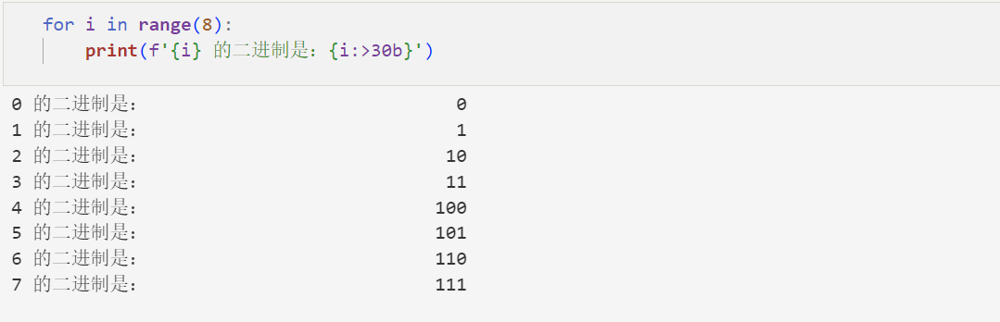 for i in range(8):
    print(f'{i} 的二进制是：{i:>30b}')
0 的二进制是：                             0
1 的二进制是：                             1
2 的二进制是：                            10
3 的二进制是：                            11
4 的二进制是：                           100
5 的二进制是：                           101
6 的二进制是：                           110
7 的二进制是：                           111